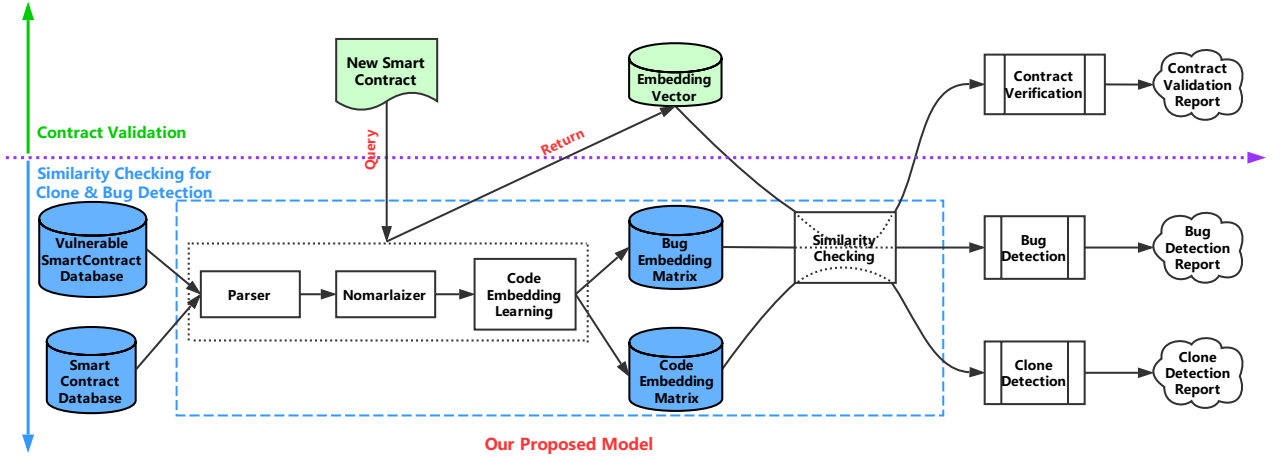 New Smart
Contract
Embedding
Vector
Contract
Verification
Contract
Validation
Report
Contract Validation
Query
Return
Similarity Checking for
Clone & Bug Detection
Vulnerable
SmartContract
Database
Smart
Contract
Database
Parser
Nomarlaizer
Code
Embedding
Learning
Bug
Embedding
Matrix
Code
Embedding
Matrix
Similarity
Checking
Bug
Detection
Bug
Detection
Report
Clone
Detection
Clone
Detection
Report
Our Proposed Model